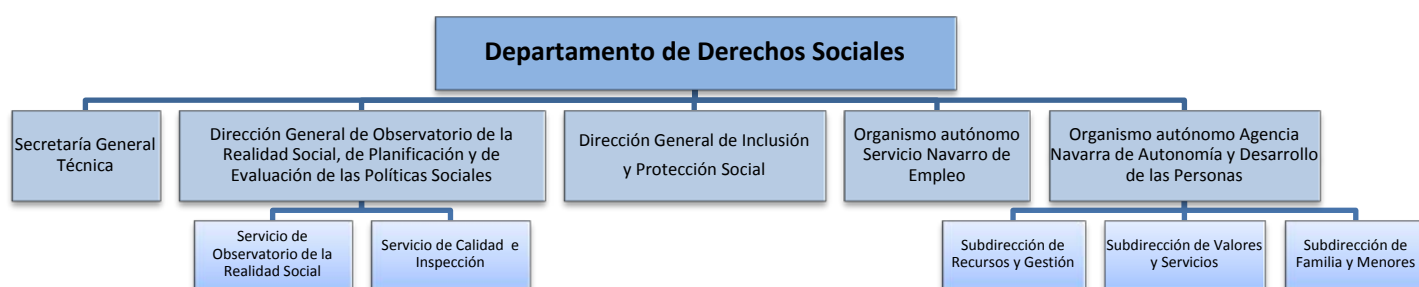 Departamento de Derechos Sociales
Secretaría General
Técnica
Dirección General de Observatorio de la
Realidad Social, de Planificación y de
Evaluación de las Políticas Sociales
Dirección General de Inclusión
y Protección Social
Organismo autónomo
Servicio Navarro de
Empleo
Organismo autónomo Agencia
Navarra de Autonomía y Desarrollo
de las Personas
Servicio de
Observatorio de la
Realidad Social
Servicio de Calidad e
Inspección
Subdirección de
Recursos y Gestión
Subdirección de Valores
y Servicios
Subdirección de
Familia y Menores